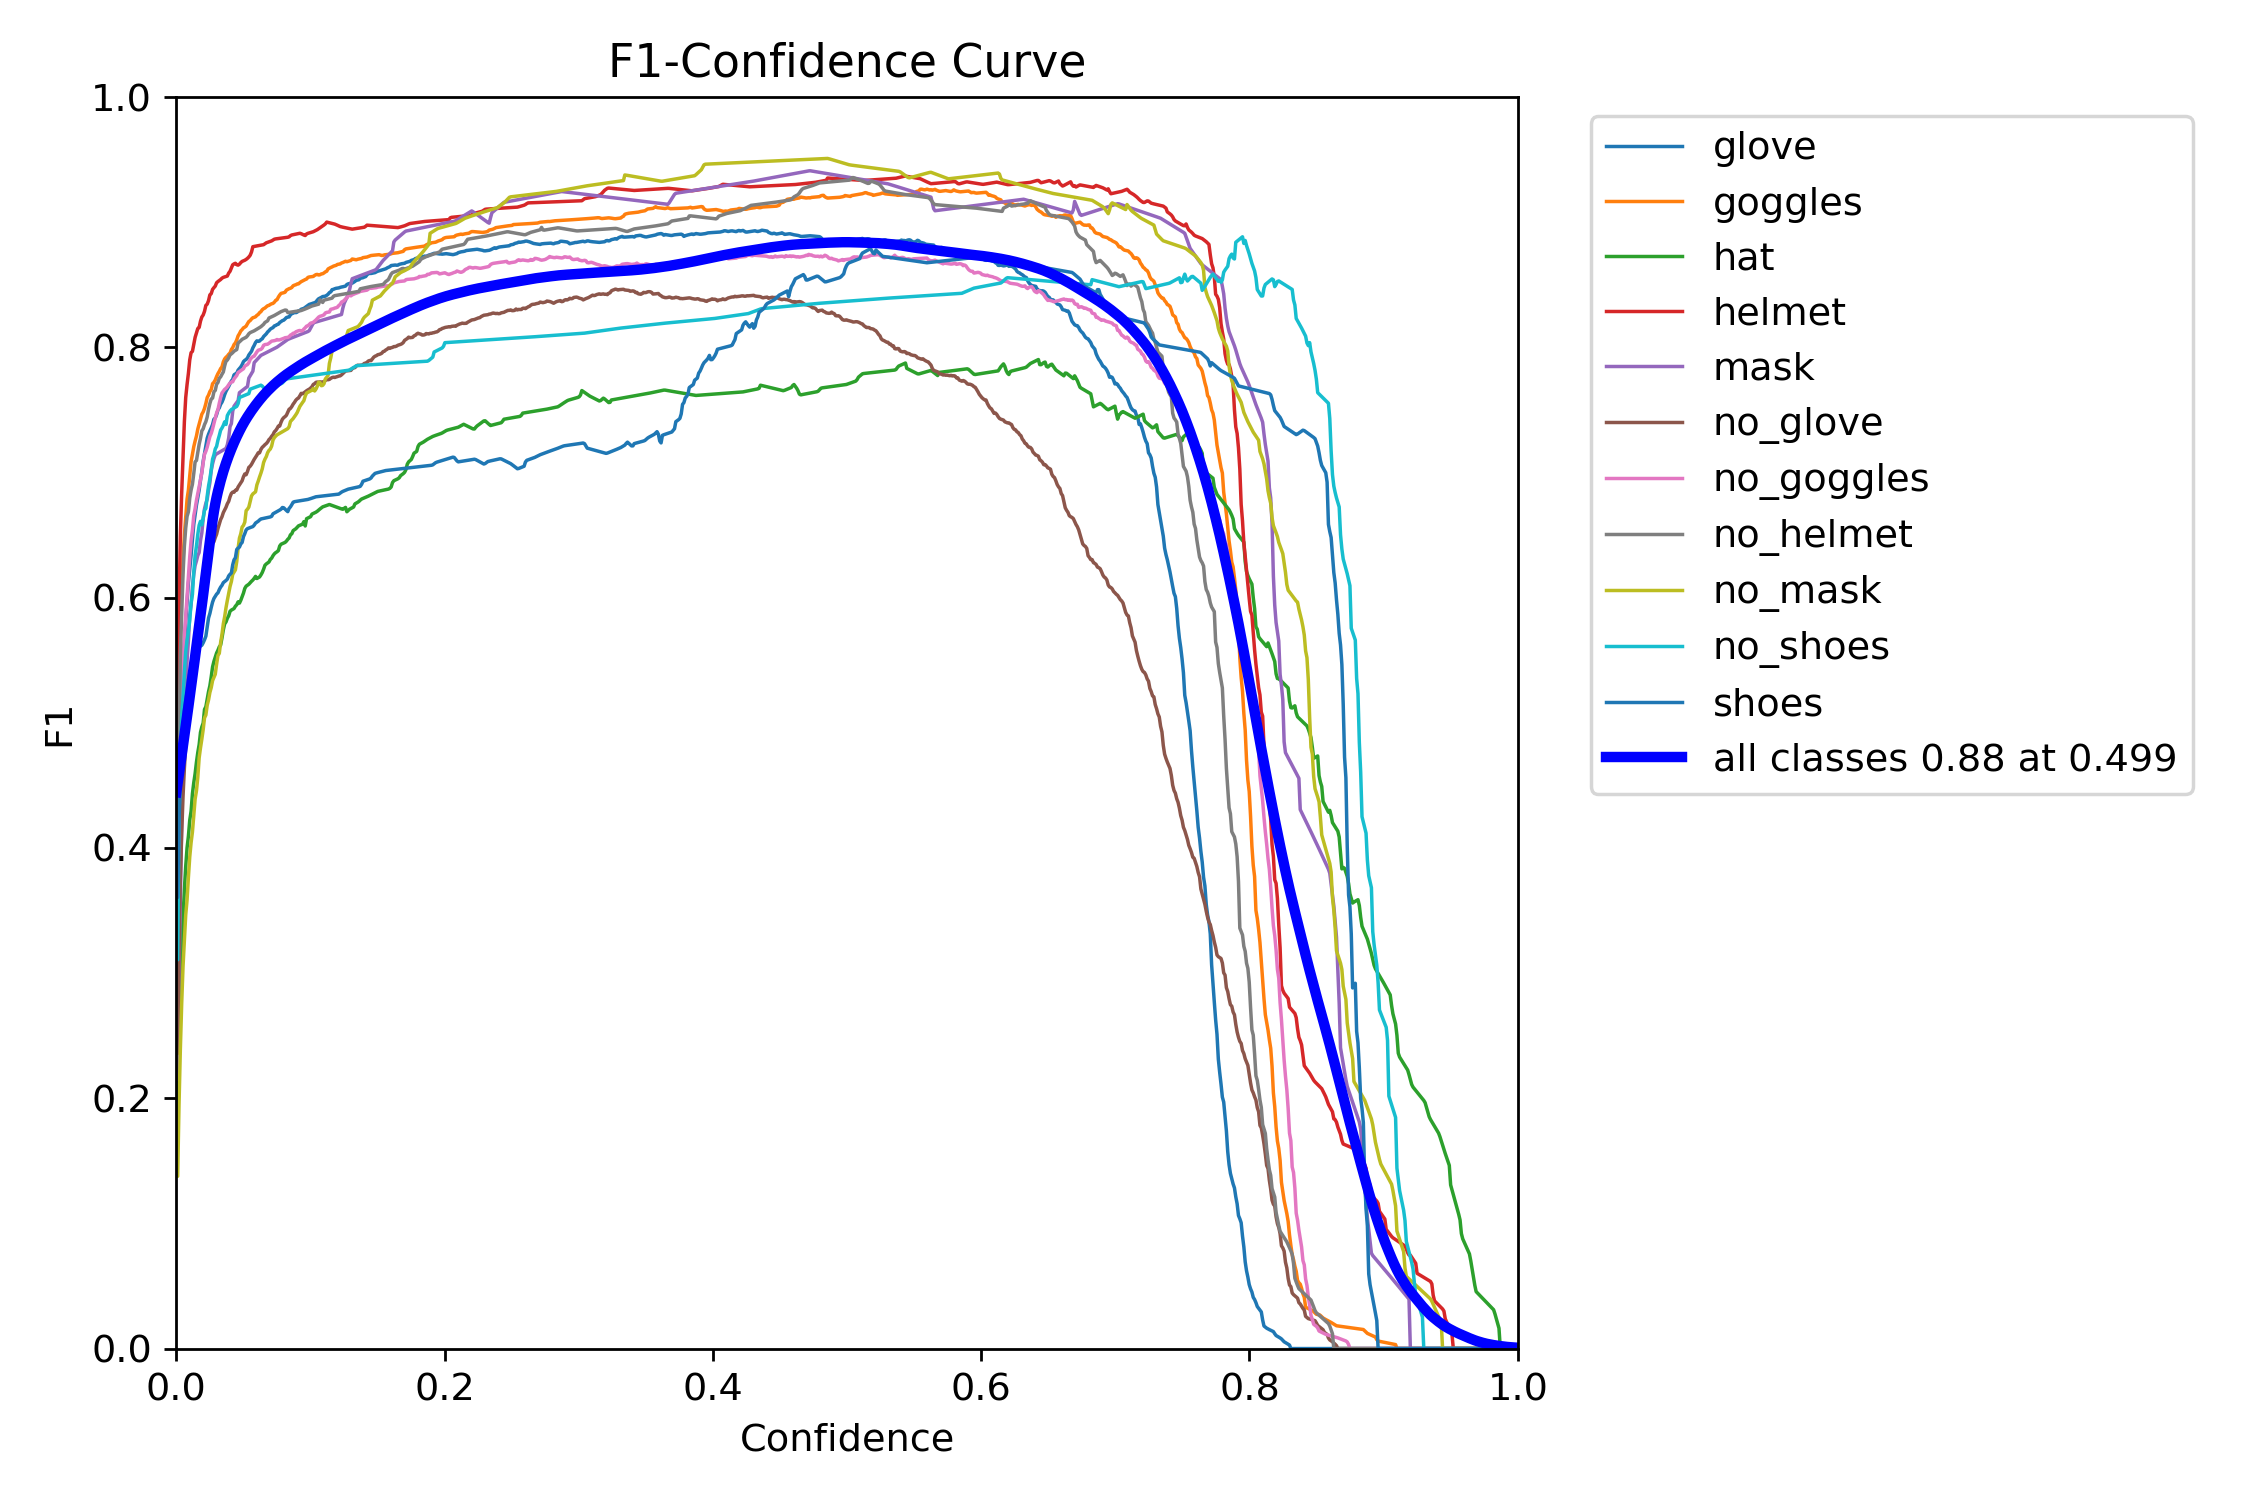 F1-Confidence Curve
1.0
0.8
0.6
0.4
0.2
0.0
F1
0.0 0.2 0.4 0.6 0.8 1.0
Confidence
glove
goggles
hat
helmet
mask
no_glove
no_goggles
no_helmet
no_mask
no_shoes
shoes
all classes 0.88 at 0.499